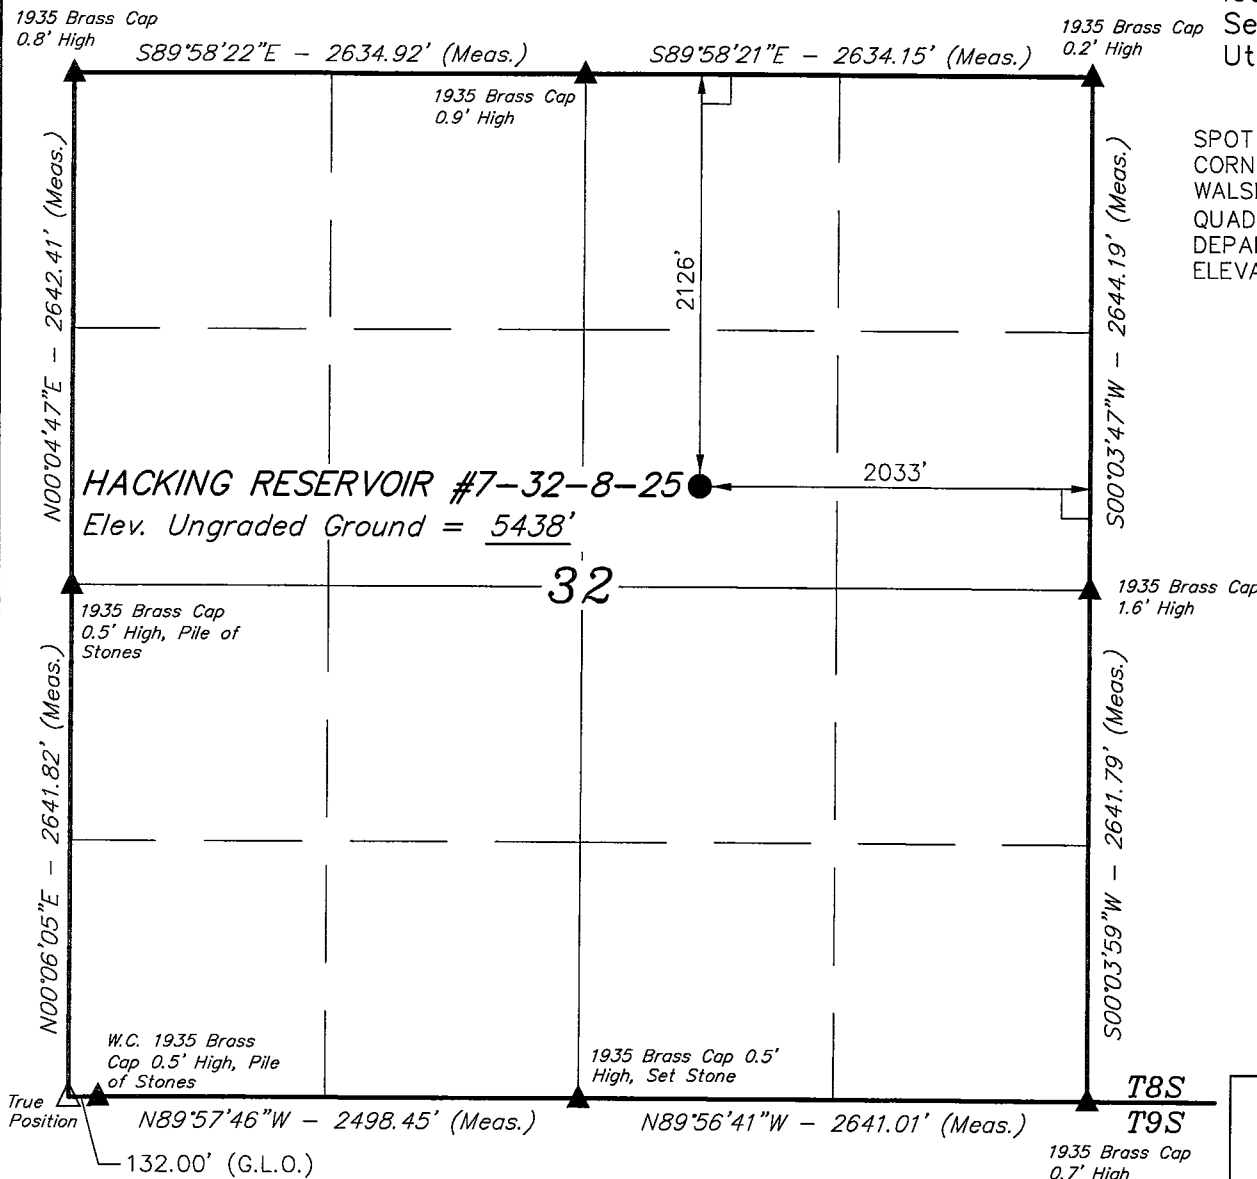 1935 Brass Cap
0.8' High
S89°58'22"E - 2634.92' (Meas.)
S89°58'21"E - 2634.15' (Meas.)
1935 Brass Cap
0.2' High
Se
Ut
1935 Brass Cap
0.9' High
SPOT
CORN
QUAD
ELEVA
N00°04'47"E - 2642.41' (Meas.)
2126'
S00°03'47"W - 2644.19' (Meas.)
HACKING RESERVOIR #7-32-8-25
Elev. Ungraded Ground = 5438'
2033'
32
1935 Brass Cap
0.5' High, Pile of
Stones
1935 Brass Cap
1.6' High
N00°06'05"E - 2641.82' (Meas.)
S00°03'59"W - 2641.79' (Meas.)
W.C. 1935 Brass
Cap 0.5' High, Pile
of Stones
1935 Brass Cap 0.5'
High, Set Stone
True
Position
N89°57'46"W - 2498.45' (Meas.)
N89°56'41"W - 2641.01' (Meas.)
T8S
T9S
132.00' (G.L.O.)
1935 Brass Cap
0.7' High